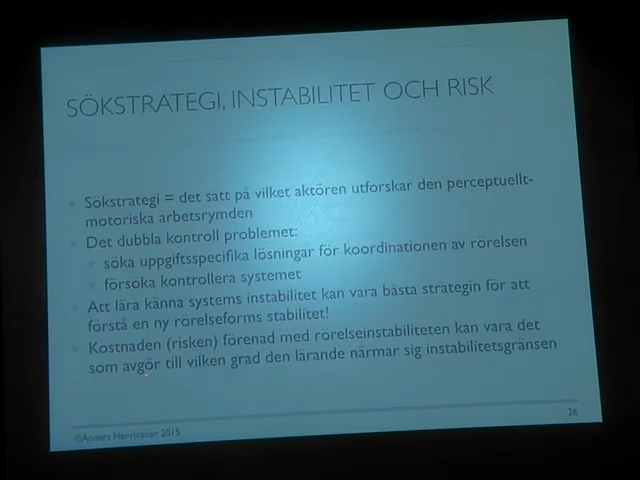 SÖKSTRATEGI, INSTABILITET OCH RISK
Sökstrategi = det satt på vilket aktören utforskar den perceptuellt-
motoriska arbetsrymden
Det dubbla kontroll problemet:
söka uppgiftsspecifika lösningar för koordinationen av rörelsen
försöka kontrollera systemet
Att lära känna systems instabilitet kan vara bästa strategin för att
förstå en ny rörelseforms stabilitet!
Kostnaden (risken) förenad med rörelseinstabiliteten kan vara det
som avgör till vilken grad den lärande närmar sig instabilitetsgränsen
©Anders Henriksson 2015
26